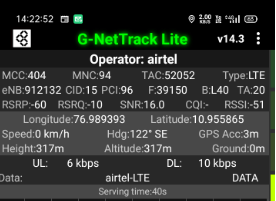 14:22:52 2.00 KB/S 4G
G-NetTrack Lite v14.3
Operator: airtel
MCC:404 MNC:94 TAC:52052 Type:LTE
eNB:912132 CID:15 PCI:96 F:39150 B:L40 TA:20
RSRP:-60 RSRQ:-10 SNR:16.0 CQI:- RSSI:-51
Longitude:76.989393 Latitude:10.955865
Speed:0 km/h Hdg:122° SE GPS Acc:3m
Height:317m Altitude:317m Ground:0m
UL: 6 kbps DL: 10 kbps
Data: airtel-LTE DATA
Serving time:40s